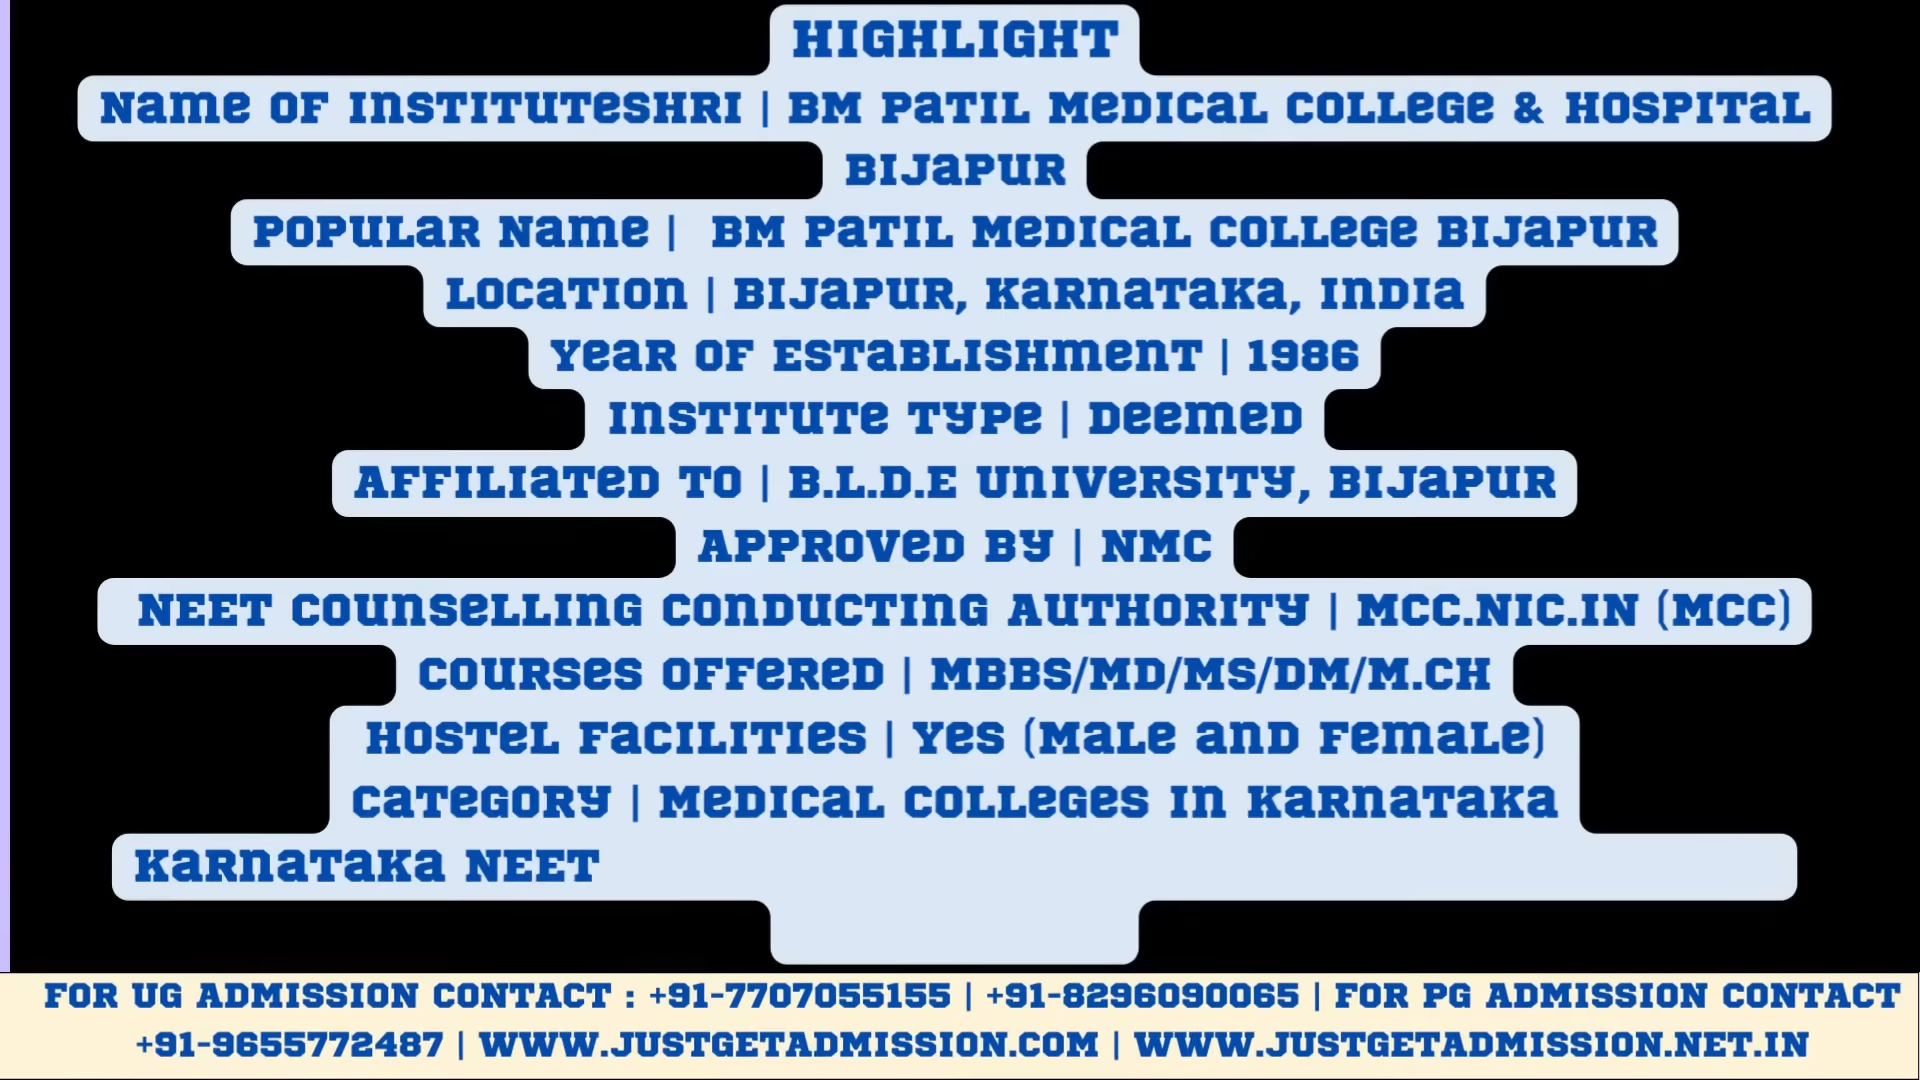 HIGHLIGHT
Name of InstituteShri | BM Patil Medical College & Hospital
Bijapur
Popular Name | BM Patil Medical College Bijapur
Location | Bijapur, Karnataka, India
Year of Establishment | 1986
Institute Type | Deemed
Affiliated to | B.L.D.E University, Bijapur
Approved By | NMC
NEET Counselling Conducting Authority | MCC.NIC.IN (MCC)
Courses Offered | MBBS/MD/MS/DM/M.CH
Hostel Facilities | Yes (Male and Female)
Category | Medical Colleges in Karnataka
Karnataka NEET
FOR UG ADMISSION CONTACT : +91-7707055155 | +91-8296090065 | FOR PG ADMISSION CONTACT
+91-9655772487 | WWW.JUSTGETADMISSION.COM | WWW.JUSTGETADMISSION.NET.IN